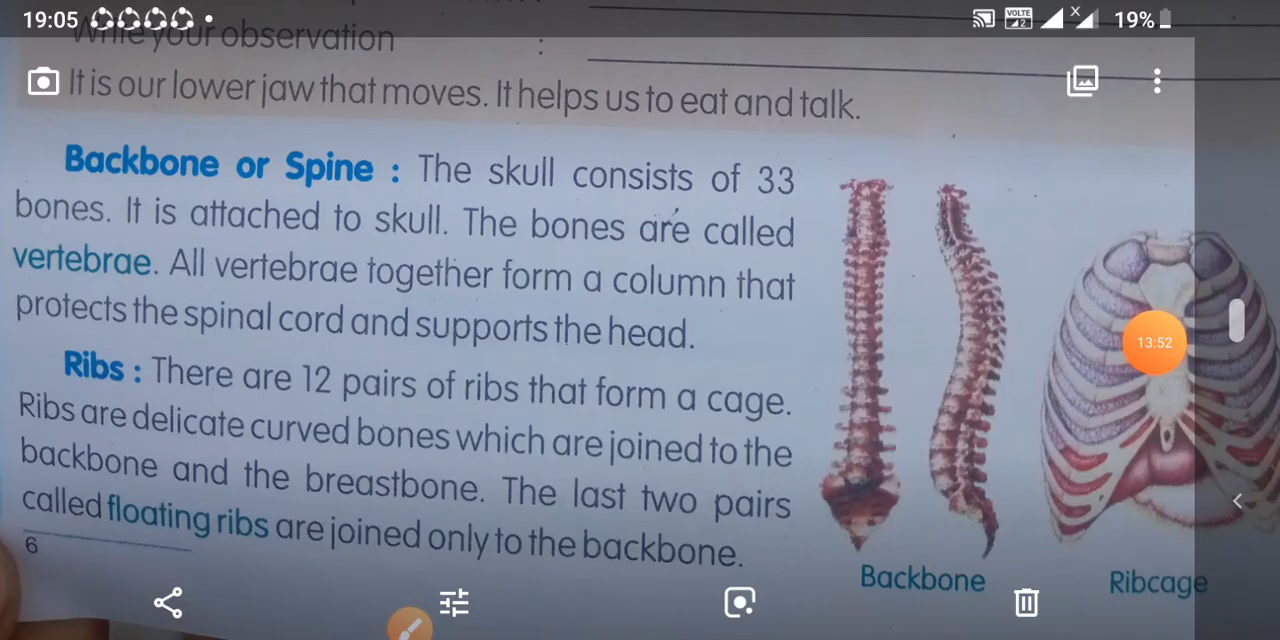 19:05
VOLTE 2
19%
Write your observation :
It is our lower jaw that moves. It helps us to eat and talk.
Backbone or Spine : The skull consists of 33
bones. It is attached to skull. The bones are called
vertebrae. All vertebrae together form a column that
protects the spinal cord and supports the head.
13:52
Ribs : There are 12 pairs of ribs that form a cage.
Ribs are delicate curved bones which are joined to the
backbone and the breastbone. The last two pairs
called floating ribs are joined only to the backbone.
6
Backbone
Ribcage